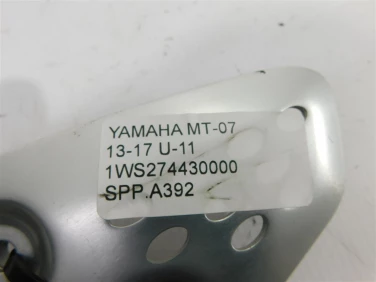 YAMAHA MT-07
13-17 U-11
1WS274430000
SPP.A392